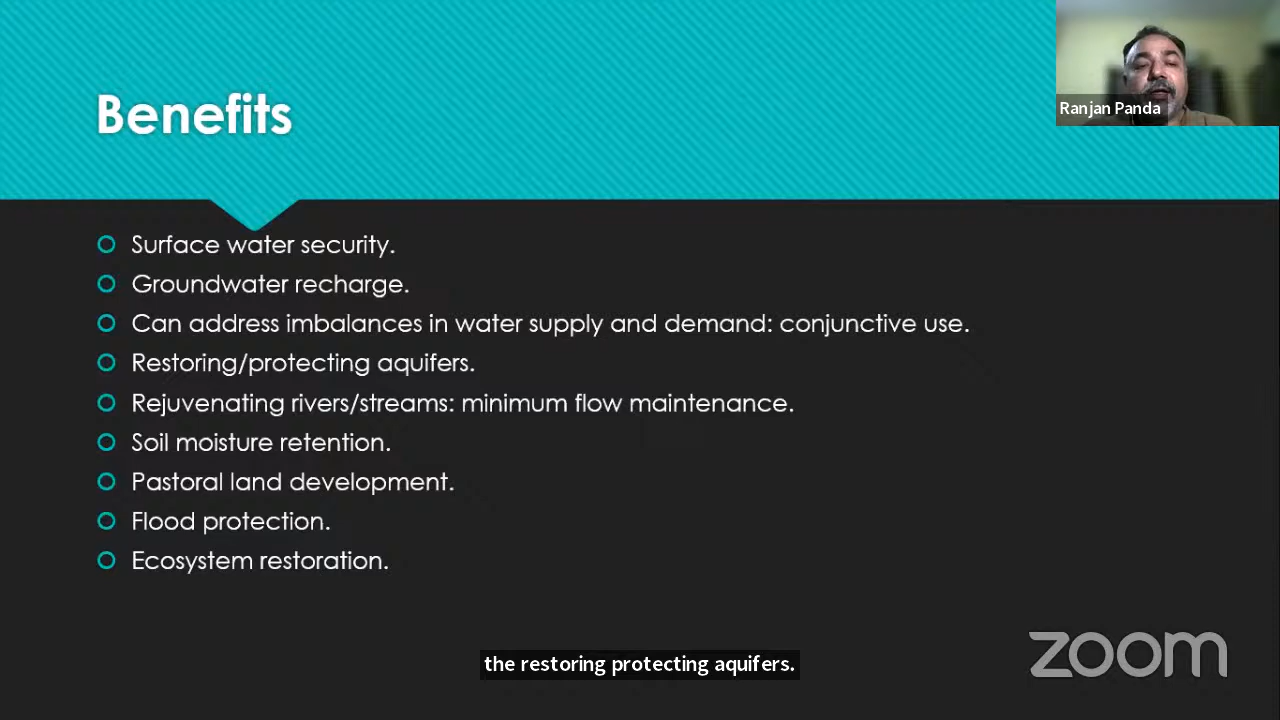 Benefits
Ranjan Panda
Surface water security.
Groundwater recharge.
Can address imbalances in water supply and demand: conjunctive use.
Restoring/protecting aquifers.
Rejuvenating rivers/streams: minimum flow maintenance.
Soil moisture retention.
Pastoral land development.
Flood protection.
Ecosystem restoration.
the restoring protecting aquifers.
zoom